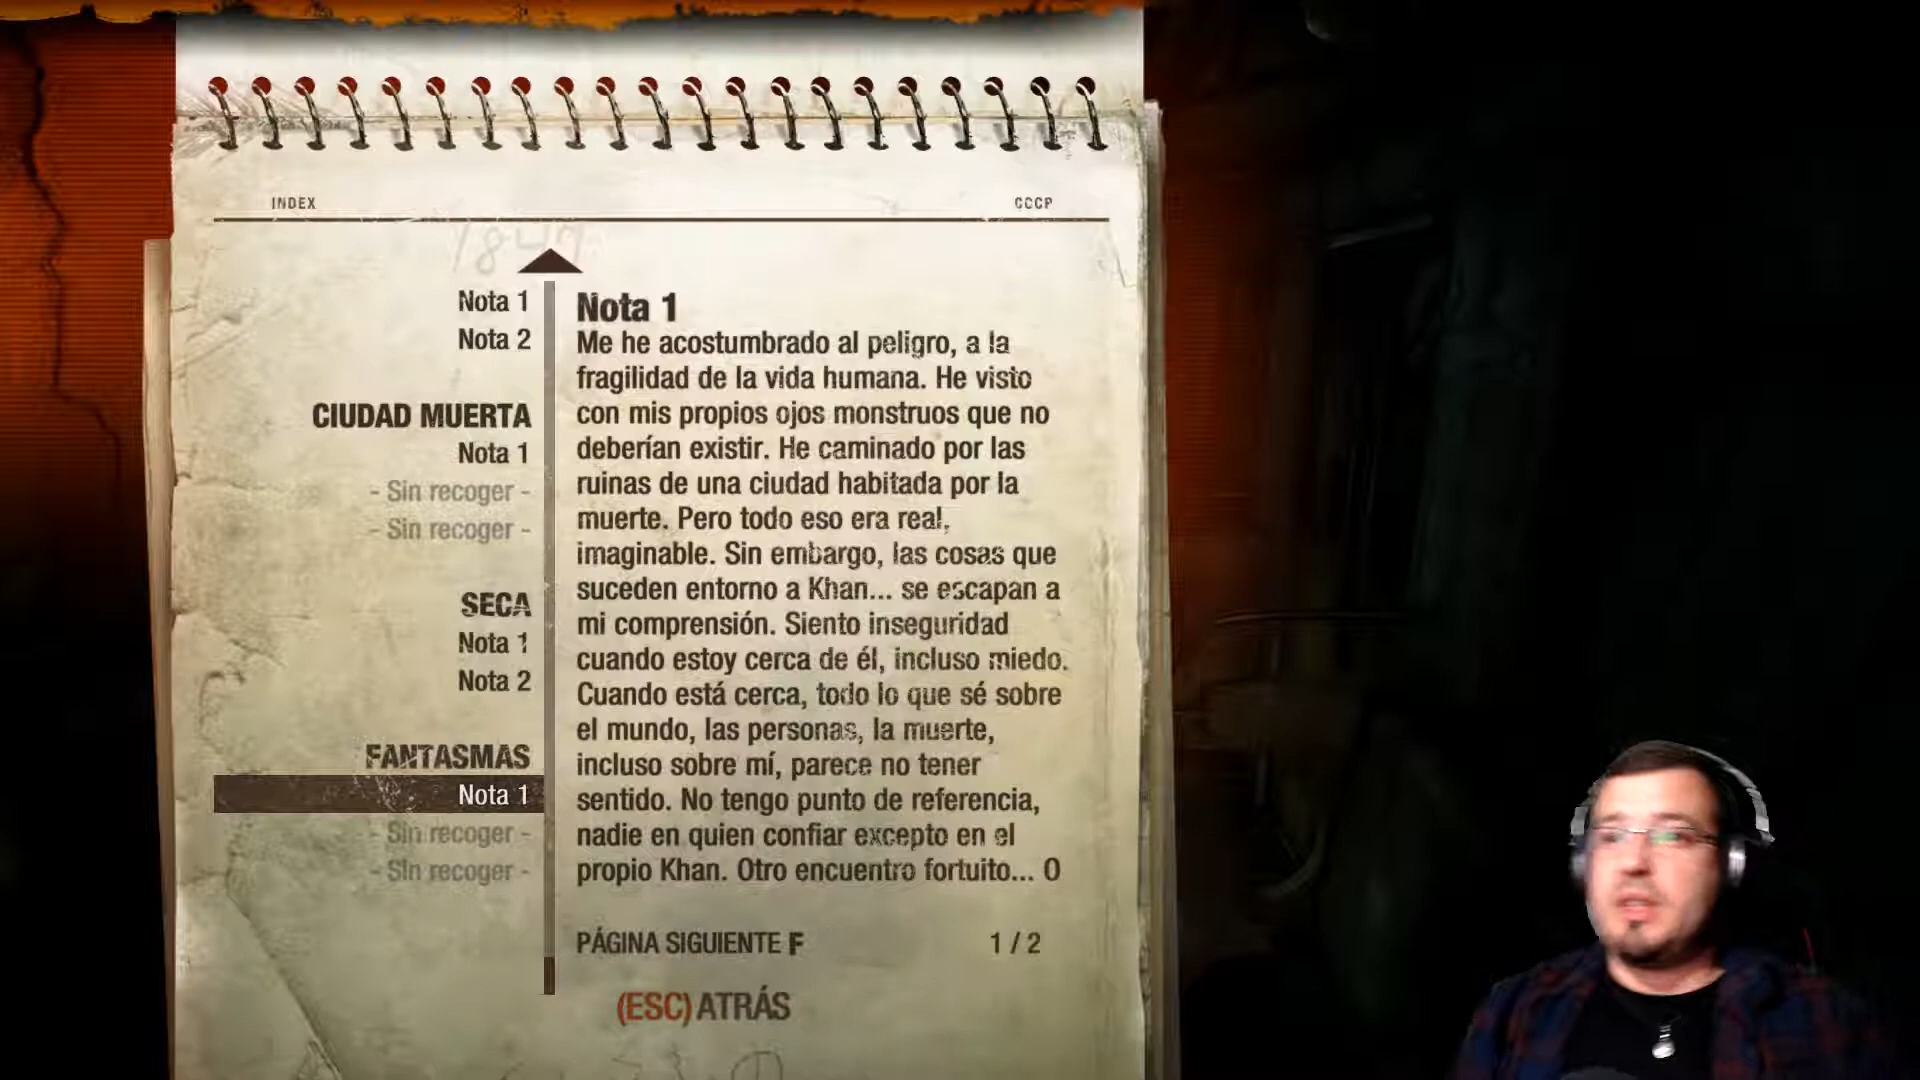 INDEX
CCCP
Nota 1
Nota 2
CIUDAD MUERTA
Nota 1
- Sin recoger -
- Sin recoger -
SECA
Nota 1
Nota 2
FANTASMAS
Nota 1
- Sin recoger -
- Sin recoger -
Nota 1
Me he acostumbrado al peligro, a la
fragilidad de la vida humana. He visto
con mis propios ojos monstruos que no
deberían existir. He caminado por las
ruinas de una ciudad habitada por la
muerte. Pero todo eso era real,
imaginable. Sin embargo, las cosas que
suceden entorno a Khan... se escapan a
mi comprensión. Siento inseguridad
cuando estoy cerca de él, incluso miedo.
Cuando está cerca, todo lo que sé sobre
el mundo, las personas, la muerte,
incluso sobre mí, parece no tener
sentido. No tengo punto de referencia,
nadie en quien confiar excepto en el
propio Khan. Otro encuentro fortuito... O
PÁGINA SIGUIENTE F
1 / 2
(ESC) ATRÁS